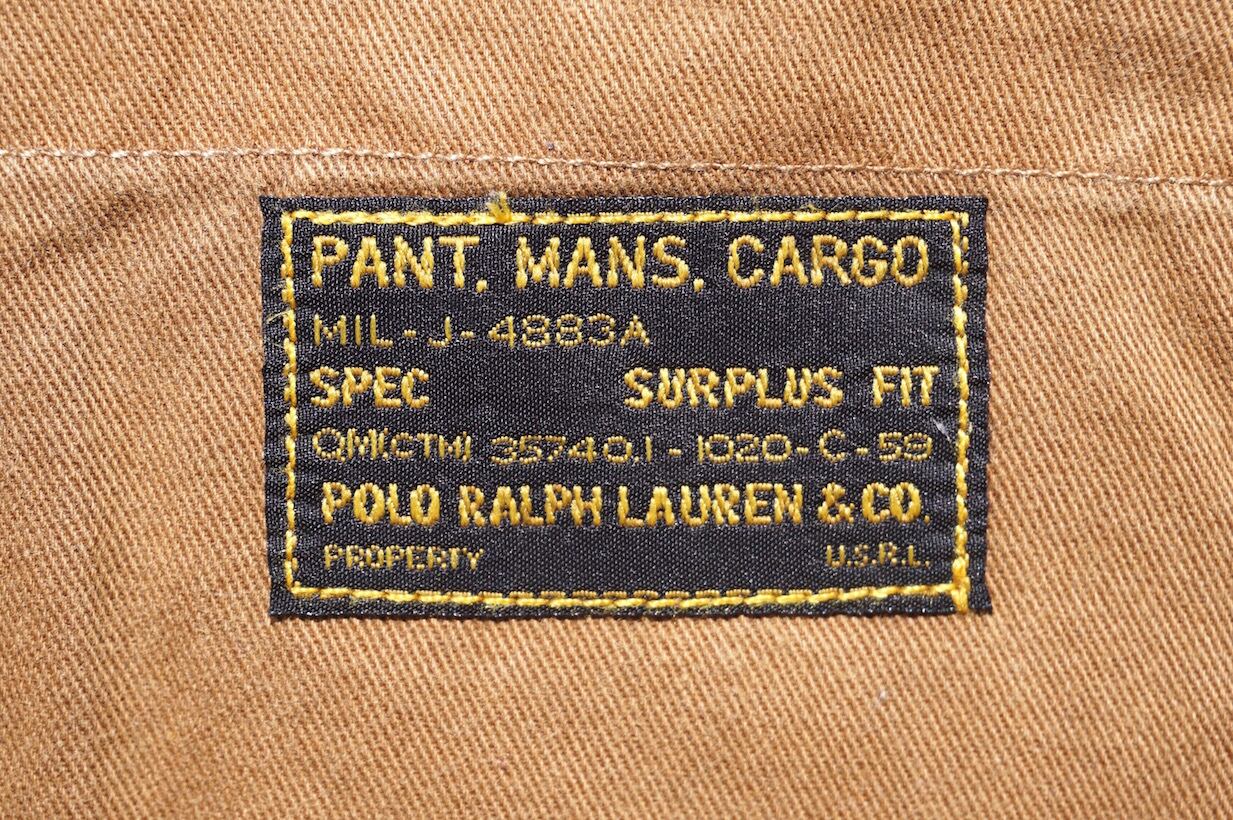 PANT. MANS. CARGO
MIL-J-4883A
SPEC SURPLUS FIT
QM(CTM) 35740.1-1020-C-59
POLO RALPH LAUREN & CO.
PROPERTY U.S.R.L.